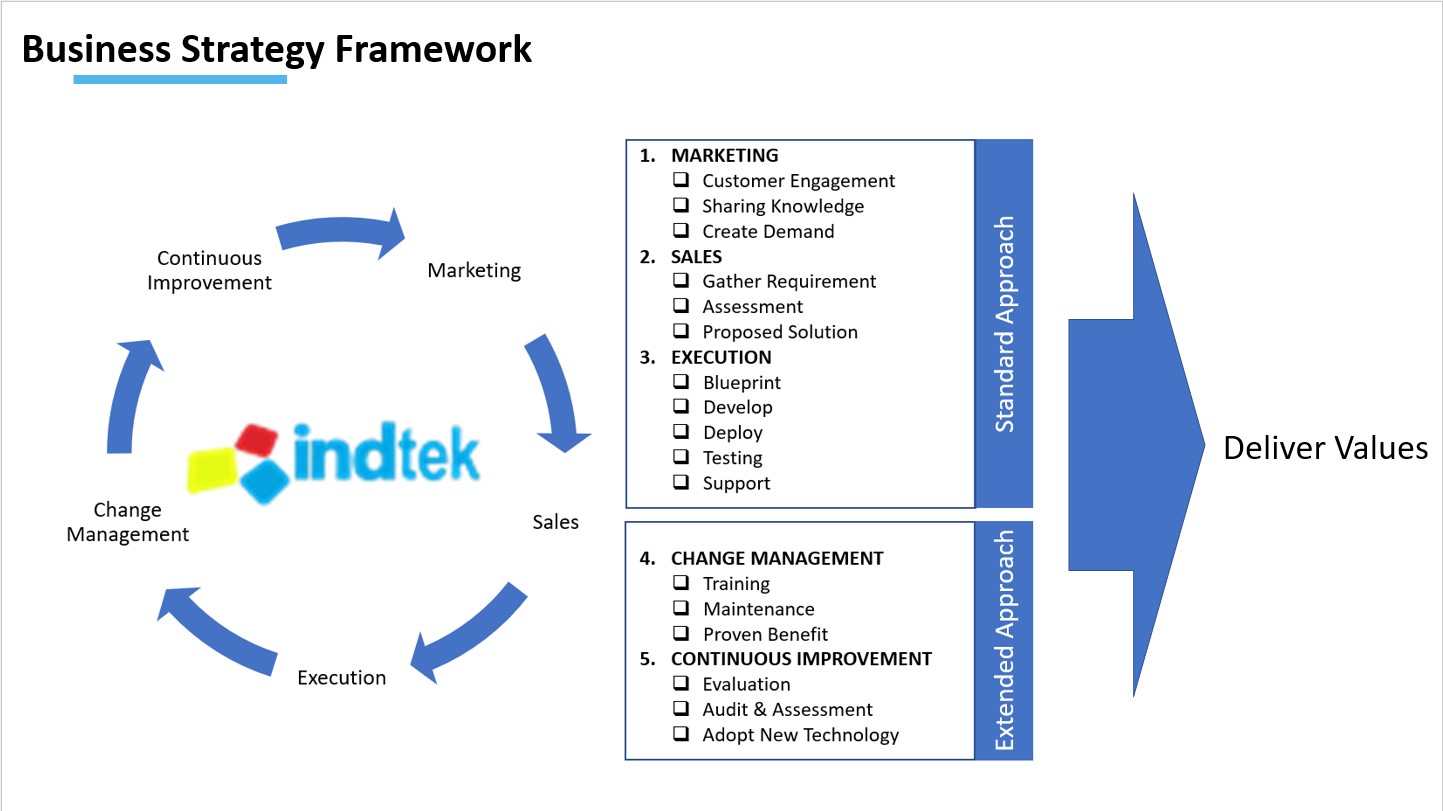 Business Strategy Framework
Continuous
Improvement
Marketing
Sales
Execution
Change
Management
indtek
1. MARKETING
Customer Engagement
Sharing Knowledge
Create Demand
2. SALES
Gather Requirement
Assessment
Proposed Solution
3. EXECUTION
Blueprint
Develop
Deploy
Testing
Support
Standard Approach
4. CHANGE MANAGEMENT
Training
Maintenance
Proven Benefit
5. CONTINUOUS IMPROVEMENT
Evaluation
Audit & Assessment
Adopt New Technology
Extended Approach
Deliver Values